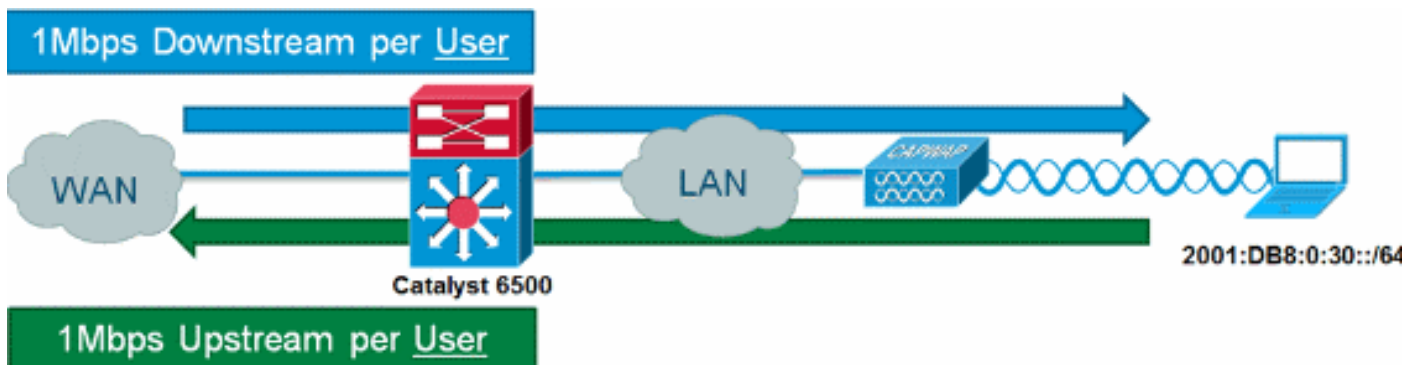 1Mbps Downstream per User
WAN
LAN
CAPWAP
Catalyst 6500
2001:DB8:0:30::/64
1Mbps Upstream per User